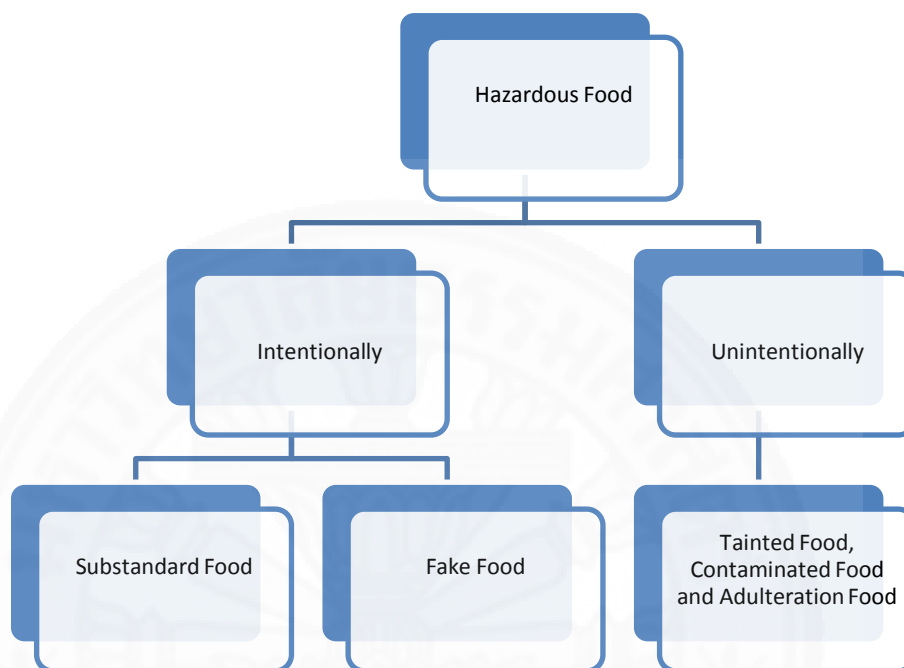 Hazardous Food
Intentionally
Unintentionally
Substandard Food
Fake Food
Tainted Food,
Contaminated Food
and Adulteration Food